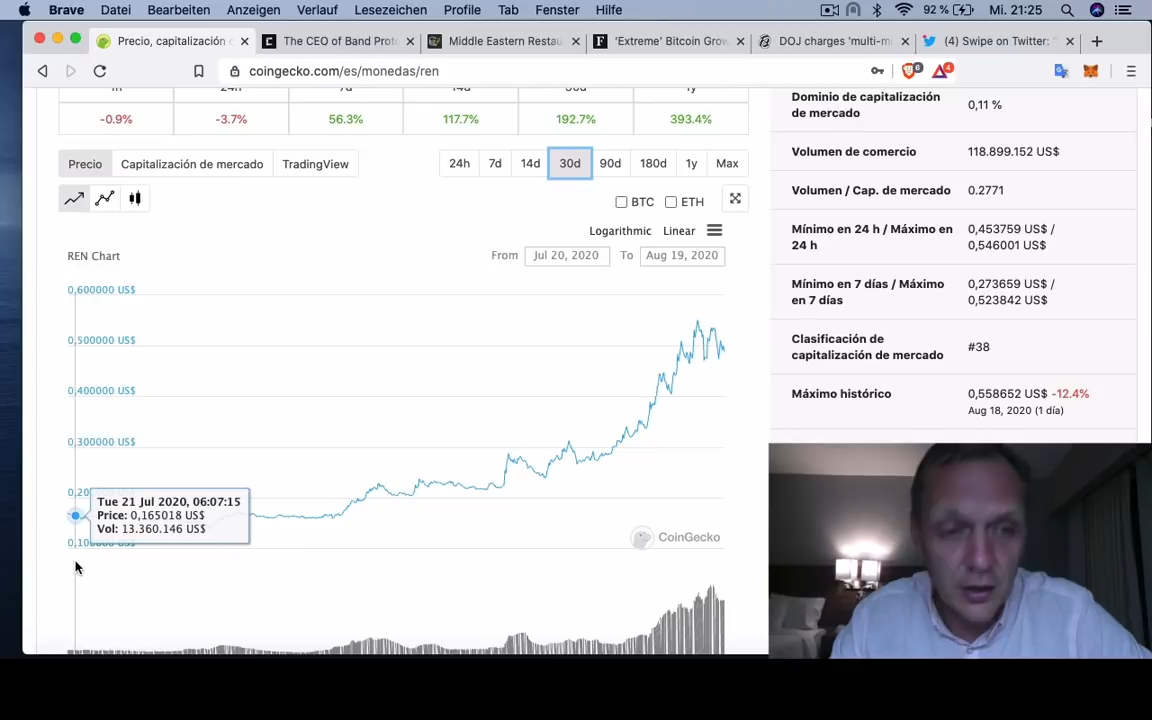 Brave Datei Bearbeiten Anzeigen Verlauf Lesezeichen Profile Tab Fenster Hilfe 92 % Mi. 21:25
Precio, capitalización
The CEO of Band Prot
Middle Eastern Restau
'Extreme' Bitcoin Grow
DOJ charges 'multi-m
(4) Swipe on Twitter: "
coingecko.com/es/monedas/ren
6
4
-0.9% -3.7% 56.3% 117.7% 192.7% 393.4%
Precio Capitalización de mercado TradingView
24h 7d 14d 30d 90d 180d 1y Max
BTC ETH
Logarithmic Linear
REN Chart
From Jul 20, 2020 To Aug 19, 2020
0,600000 US$
0,500000 US$
0,400000 US$
0,300000 US$
Tue 21 Jul 2020, 06:07:15
Price: 0,165018 US$
Vol: 13.360.146 US$
CoinGecko
Dominio de capitalización
de mercado
0,11 %
Volumen de comercio
118.899.152 US$
Volumen / Cap. de mercado
0.2771
Mínimo en 24 h / Máximo en
24 h
0,453759 US$ /
0,546001 US$
Mínimo en 7 días / Máximo
en 7 días
0,273659 US$ /
0,523842 US$
Clasificación de
capitalización de mercado
#38
Máximo histórico
0,558652 US$ -12.4%
Aug 18, 2020 (1 día)